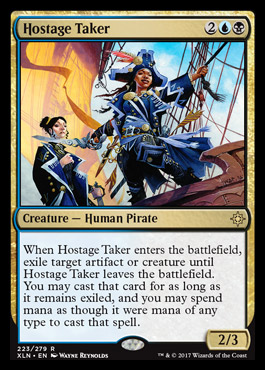 Hostage Taker 2
Creature — Human Pirate
When Hostage Taker enters the battlefield,
exile target artifact or creature until
Hostage Taker leaves the battlefield.
You may cast that card for as long as
it remains exiled, and you may spend
mana as though it were mana of any
type to cast that spell.
2/3
223/279 R
XLN • EN Wayne Reynolds
™ & © 2017 Wizards of the Coast